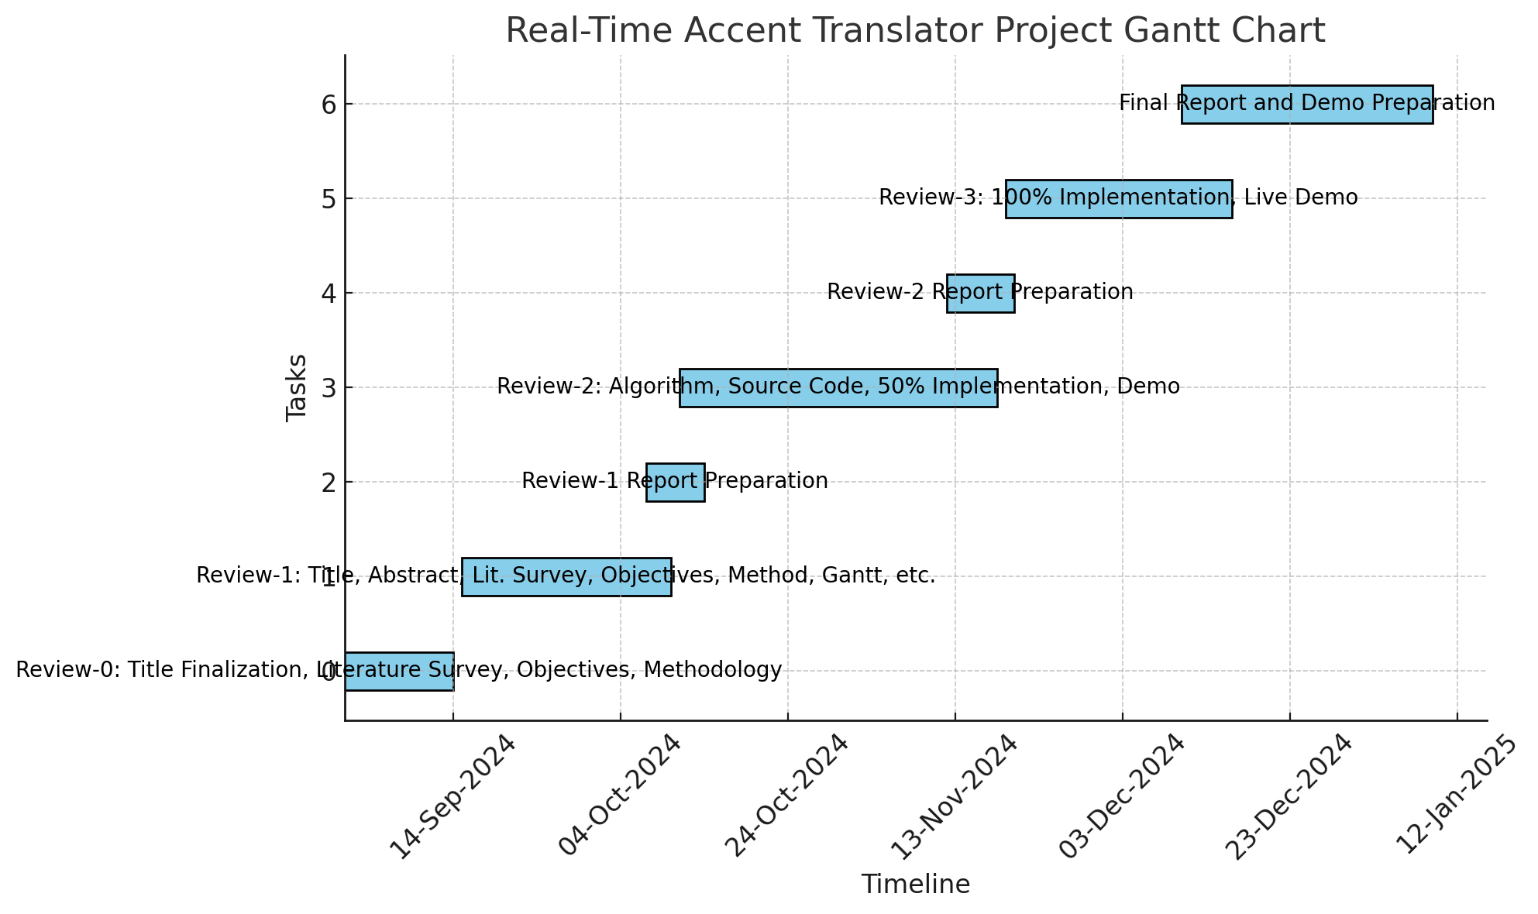 Real-Time Accent Translator Project Gantt Chart
6
Final Report and Demo Preparation
5
Review-3: 100% Implementation, Live Demo
4
Review-2 Report Preparation
3
Review-2: Algorithm, Source Code, 50% Implementation, Demo
2
Review-1 Report Preparation
1
Review-1: Title, Abstract, Lit. Survey, Objectives, Method, Gantt, etc.
0
Review-0: Title Finalization, Literature Survey, Objectives, Methodology
Tasks
14-Sep-2024
04-Oct-2024
24-Oct-2024
13-Nov-2024
03-Dec-2024
23-Dec-2024
12-Jan-2025
Timeline